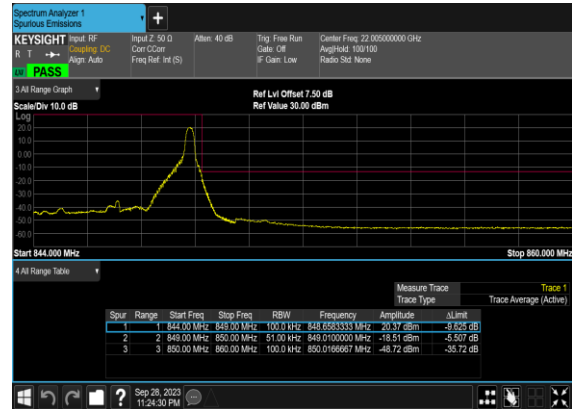 Spectrum Analyzer 1
Spurious Emissions
+
KEYSIGHT Input: RF Input Z: 50 Ω Atten: 40 dB Trig: Free Run Center Freq: 22.005000000 GHz
R T Coupling: DC Corr CCorr Gate: Off Avg|Hold: 100/100
Align: Auto Freq Ref: Int (S) IF Gain: Low Radio Std: None
PASS
3 All Range Graph
Ref Lvl Offset 7.50 dB
Scale/Div 10.0 dB Ref Value 30.00 dBm
Log
20.0
10.0
0.00
-10.0
-20.0
-30.0
-40.0
-50.0
-60.0
Start 844.000 MHz Stop 860.000 MHz
4 All Range Table
Measure Trace Trace 1
Trace Type Trace Average (Active)
Spur Range Start Freq Stop Freq RBW Frequency Amplitude ΔLimit
1 1 844.00 MHz 849.00 MHz 100.0 kHz 848.6583333 MHz 20.37 dBm -9.625 dB
2 2 849.00 MHz 850.00 MHz 51.00 kHz 849.0100000 MHz -18.51 dBm -5.507 dB
3 3 850.00 MHz 860.00 MHz 100.0 kHz 850.0166667 MHz -48.72 dBm -35.72 dB
? Sep 28, 2023
11:24:30 PM